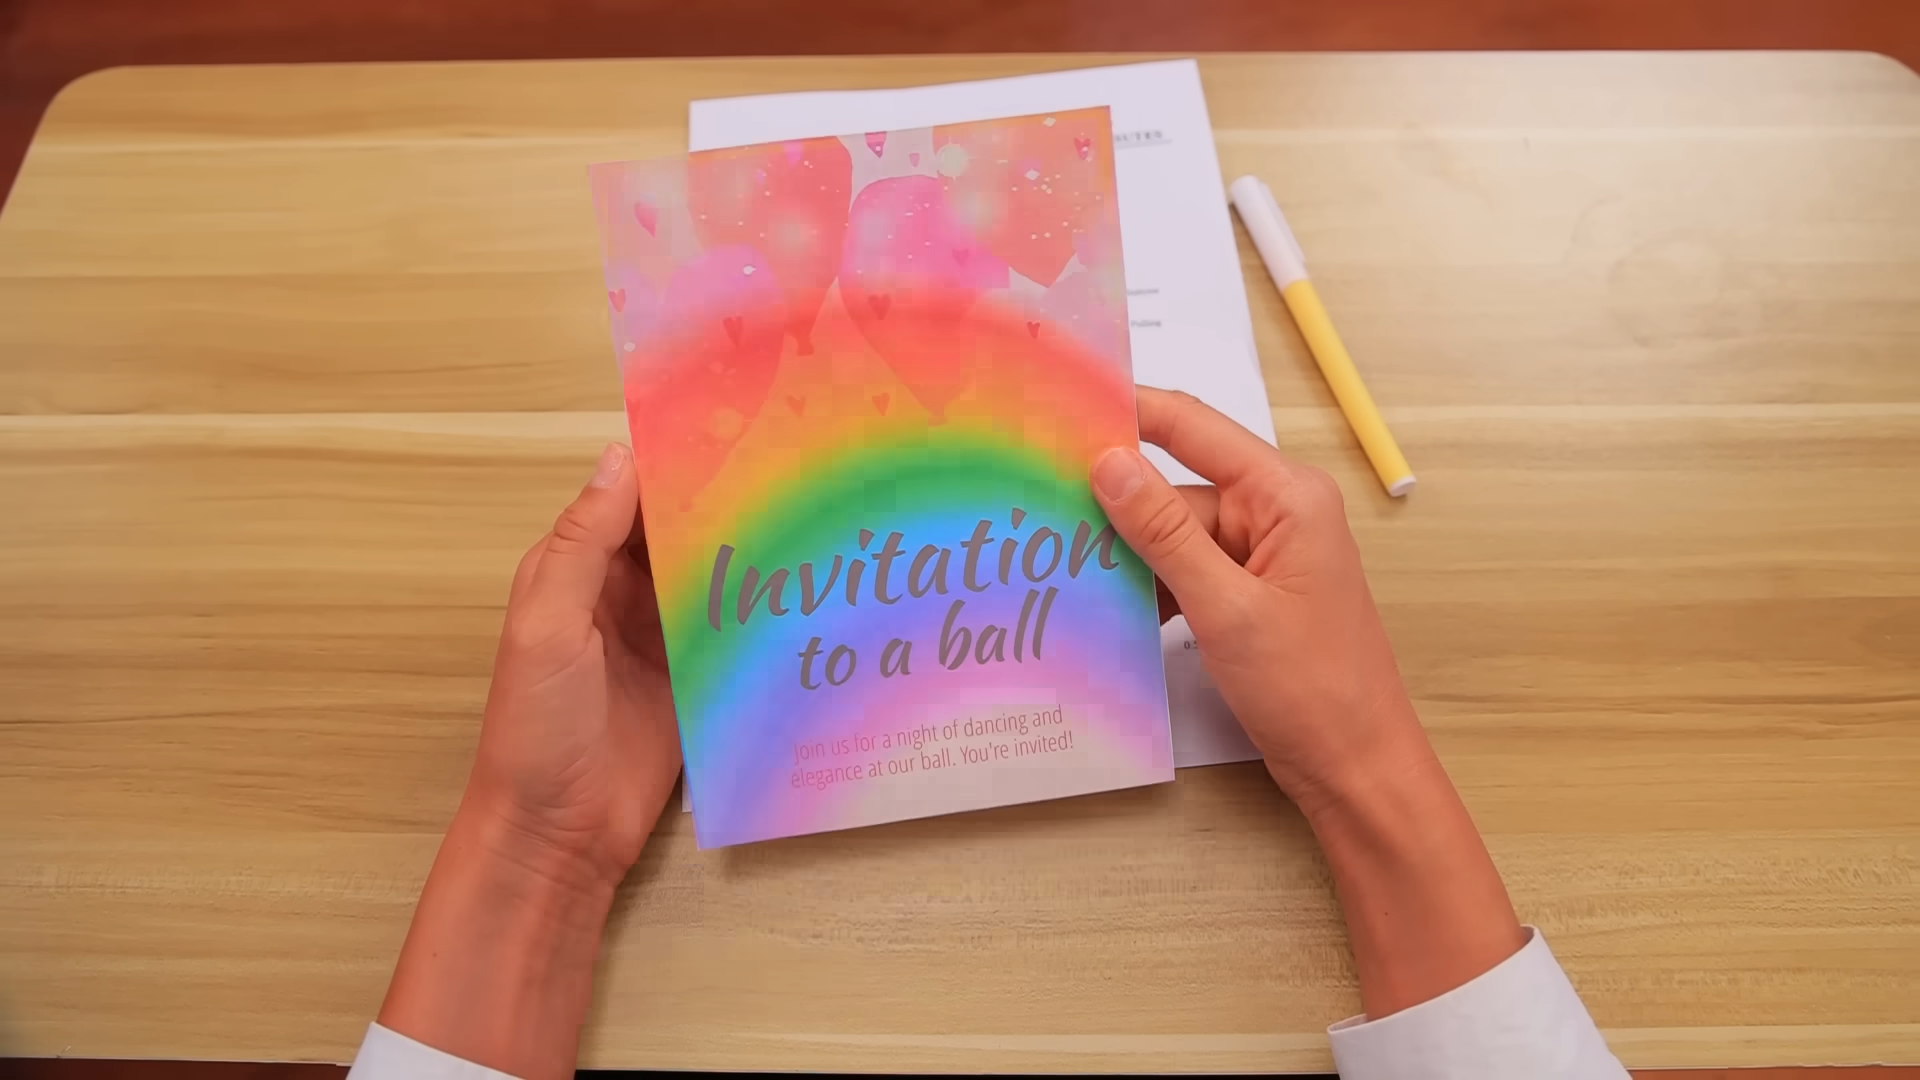 Invitation
to a ball
Join us for a night of dancing and
elegance at our ball. You're invited!